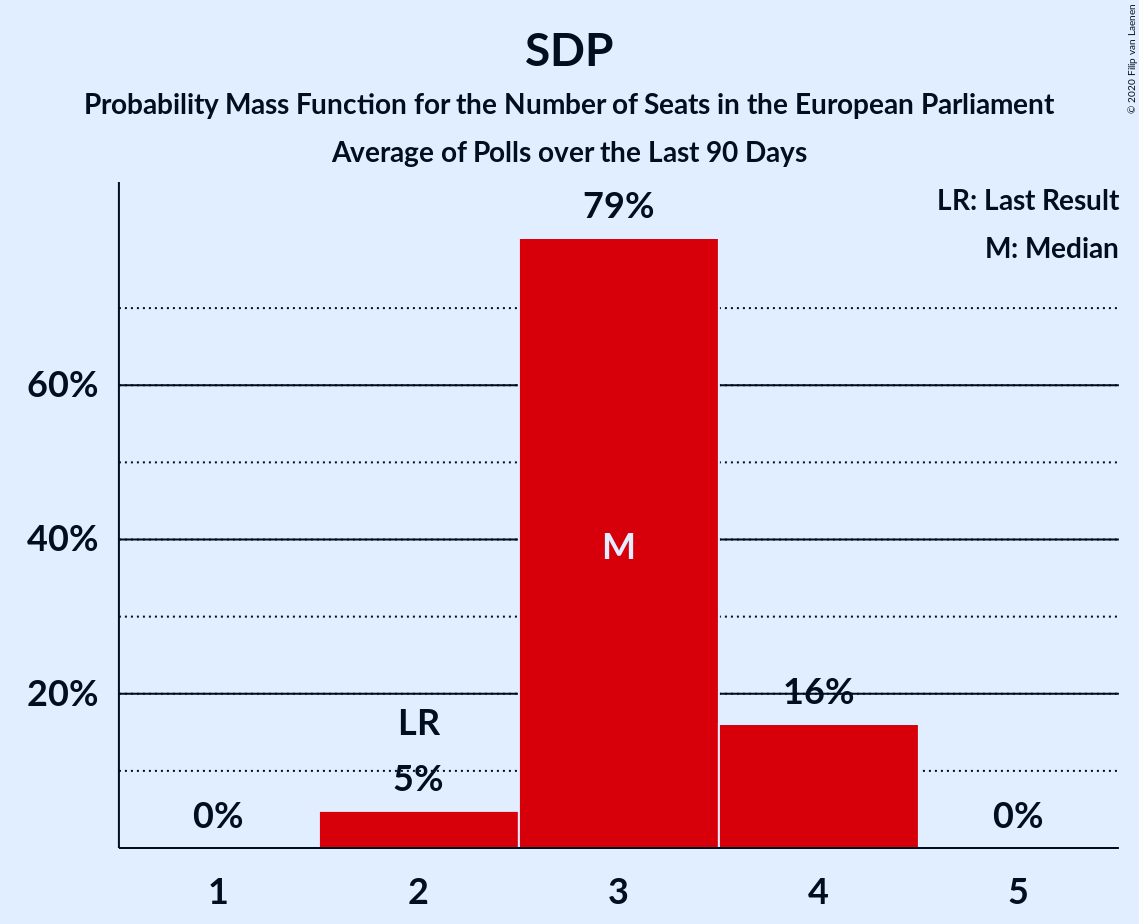 SDP
Probability Mass Function for the Number of Seats in the European Parliament
Average of Polls over the Last 90 Days
© 2020 Filip van Laenen
LR: Last Result
M: Median
79%
60%
40%
M
20%
16%
LR
5%
0%
0%
1 2 3 4 5